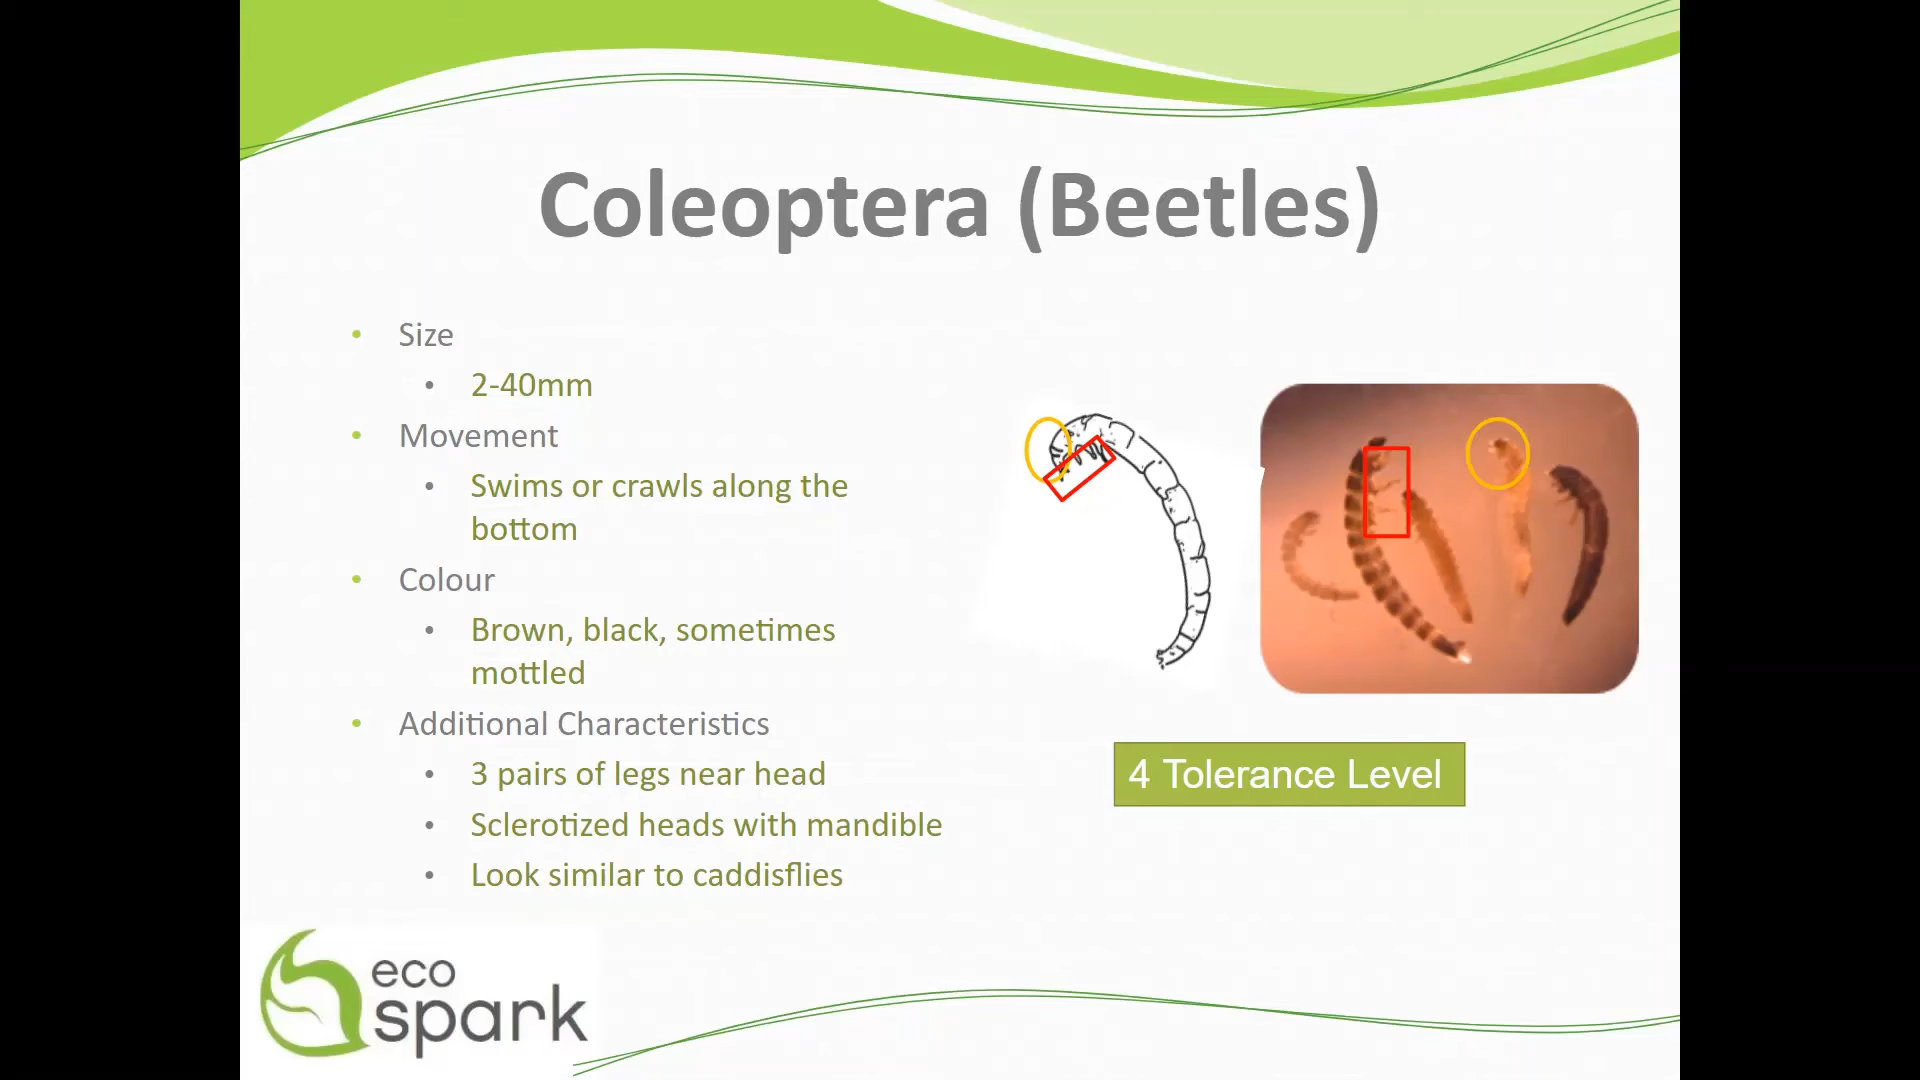 Coleoptera (Beetles)
• Size
• 2-40mm
• Movement
• Swims or crawls along the
bottom
• Colour
• Brown, black, sometimes
mottled
• Additional Characteristics
• 3 pairs of legs near head
• Sclerotized heads with mandible
• Look similar to caddisflies
4 Tolerance Level
eco
spark